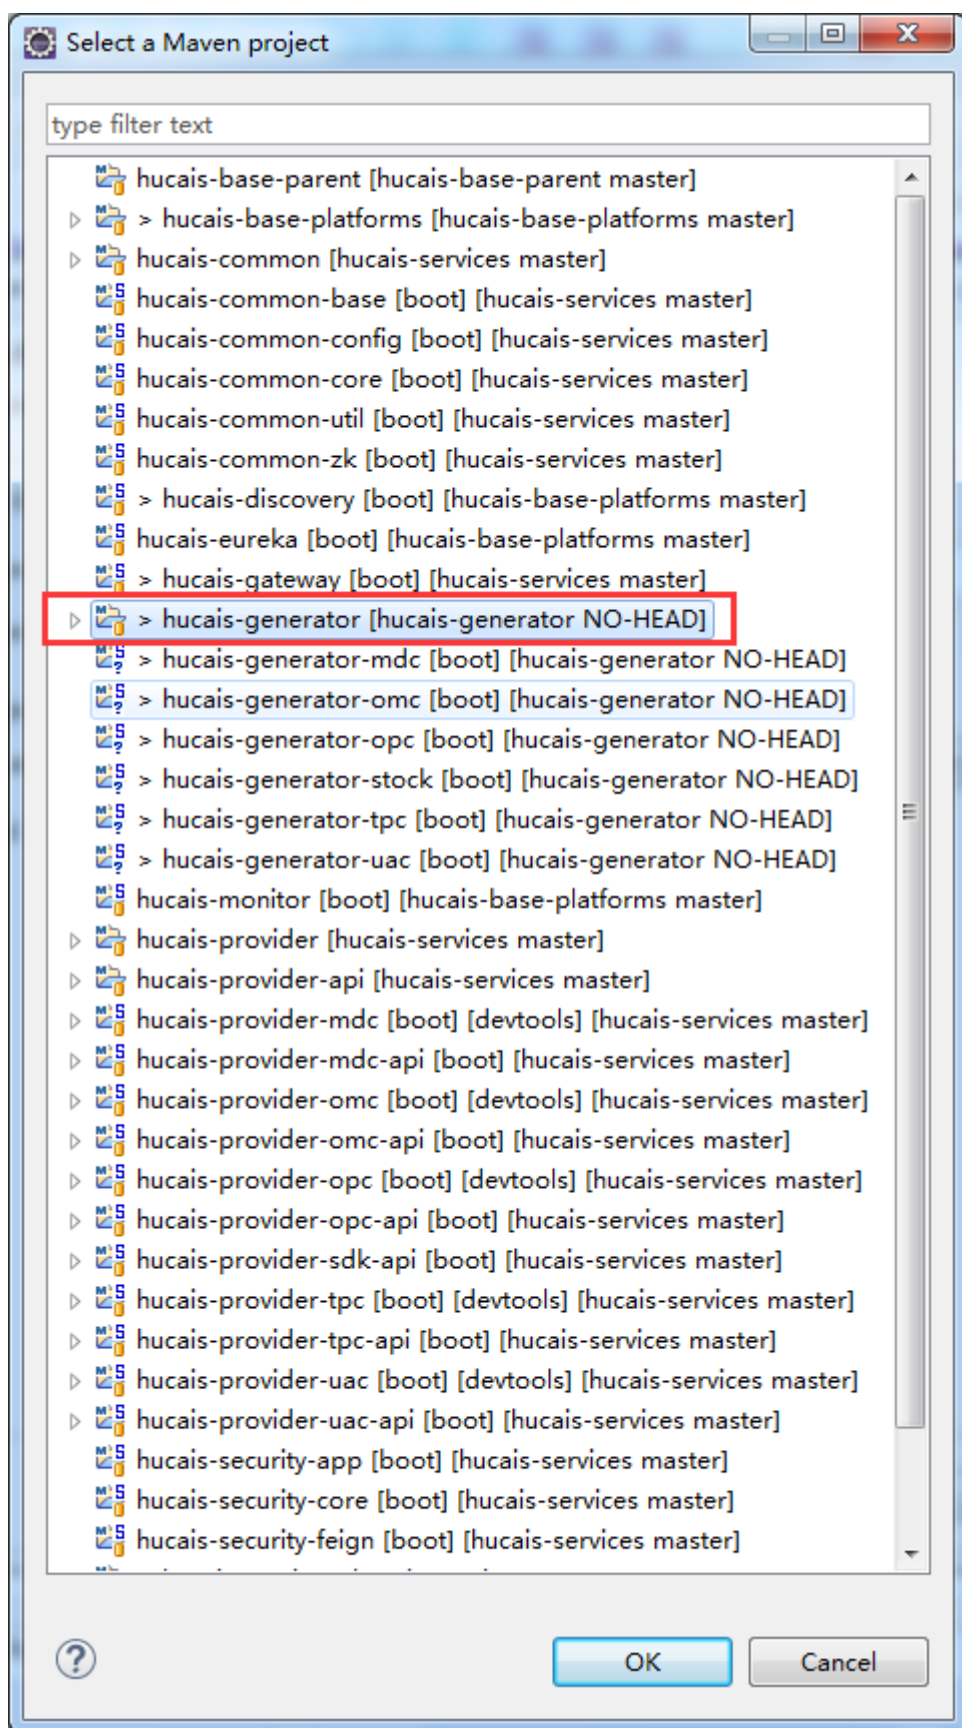 Select a Maven project
type filter text
hucais-base-parent [hucais-base-parent master]
> hucais-base-platforms [hucais-base-platforms master]
hucais-common [hucais-services master]
hucais-common-base [boot] [hucais-services master]
hucais-common-config [boot] [hucais-services master]
hucais-common-core [boot] [hucais-services master]
hucais-common-util [boot] [hucais-services master]
hucais-common-zk [boot] [hucais-services master]
> hucais-discovery [boot] [hucais-base-platforms master]
hucais-eureka [boot] [hucais-base-platforms master]
> hucais-gateway [boot] [hucais-services master]
> hucais-generator [hucais-generator NO-HEAD]
> hucais-generator-mdc [boot] [hucais-generator NO-HEAD]
> hucais-generator-omc [boot] [hucais-generator NO-HEAD]
> hucais-generator-opc [boot] [hucais-generator NO-HEAD]
> hucais-generator-stock [boot] [hucais-generator NO-HEAD]
> hucais-generator-tpc [boot] [hucais-generator NO-HEAD]
> hucais-generator-uac [boot] [hucais-generator NO-HEAD]
hucais-monitor [boot] [hucais-base-platforms master]
hucais-provider [hucais-services master]
hucais-provider-api [hucais-services master]
hucais-provider-mdc [boot] [devtools] [hucais-services master]
hucais-provider-mdc-api [boot] [hucais-services master]
hucais-provider-omc [boot] [devtools] [hucais-services master]
hucais-provider-omc-api [boot] [hucais-services master]
hucais-provider-opc [boot] [devtools] [hucais-services master]
hucais-provider-opc-api [boot] [hucais-services master]
hucais-provider-sdk-api [boot] [hucais-services master]
hucais-provider-tpc [boot] [devtools] [hucais-services master]
hucais-provider-tpc-api [boot] [hucais-services master]
hucais-provider-uac [boot] [devtools] [hucais-services master]
hucais-provider-uac-api [boot] [hucais-services master]
hucais-security-app [boot] [hucais-services master]
hucais-security-core [boot] [hucais-services master]
hucais-security-feign [boot] [hucais-services master]
OK Cancel